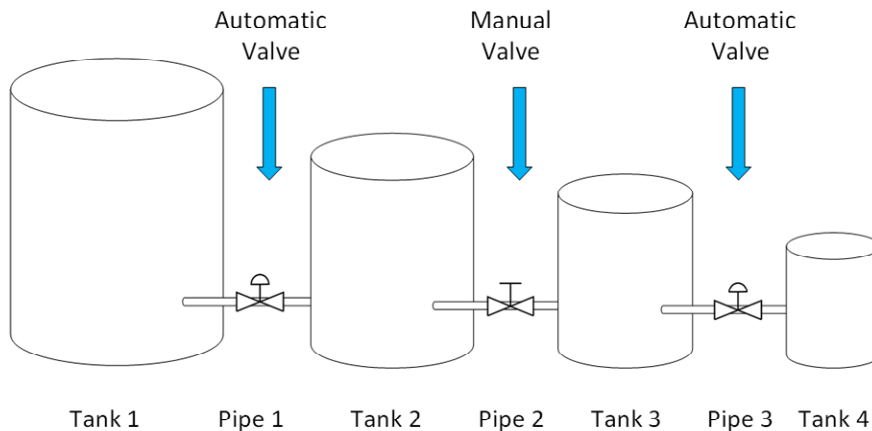 Automatic
Valve
Manual
Valve
Automatic
Valve
Tank 1
Pipe 1
Tank 2
Pipe 2
Tank 3
Pipe 3
Tank 4